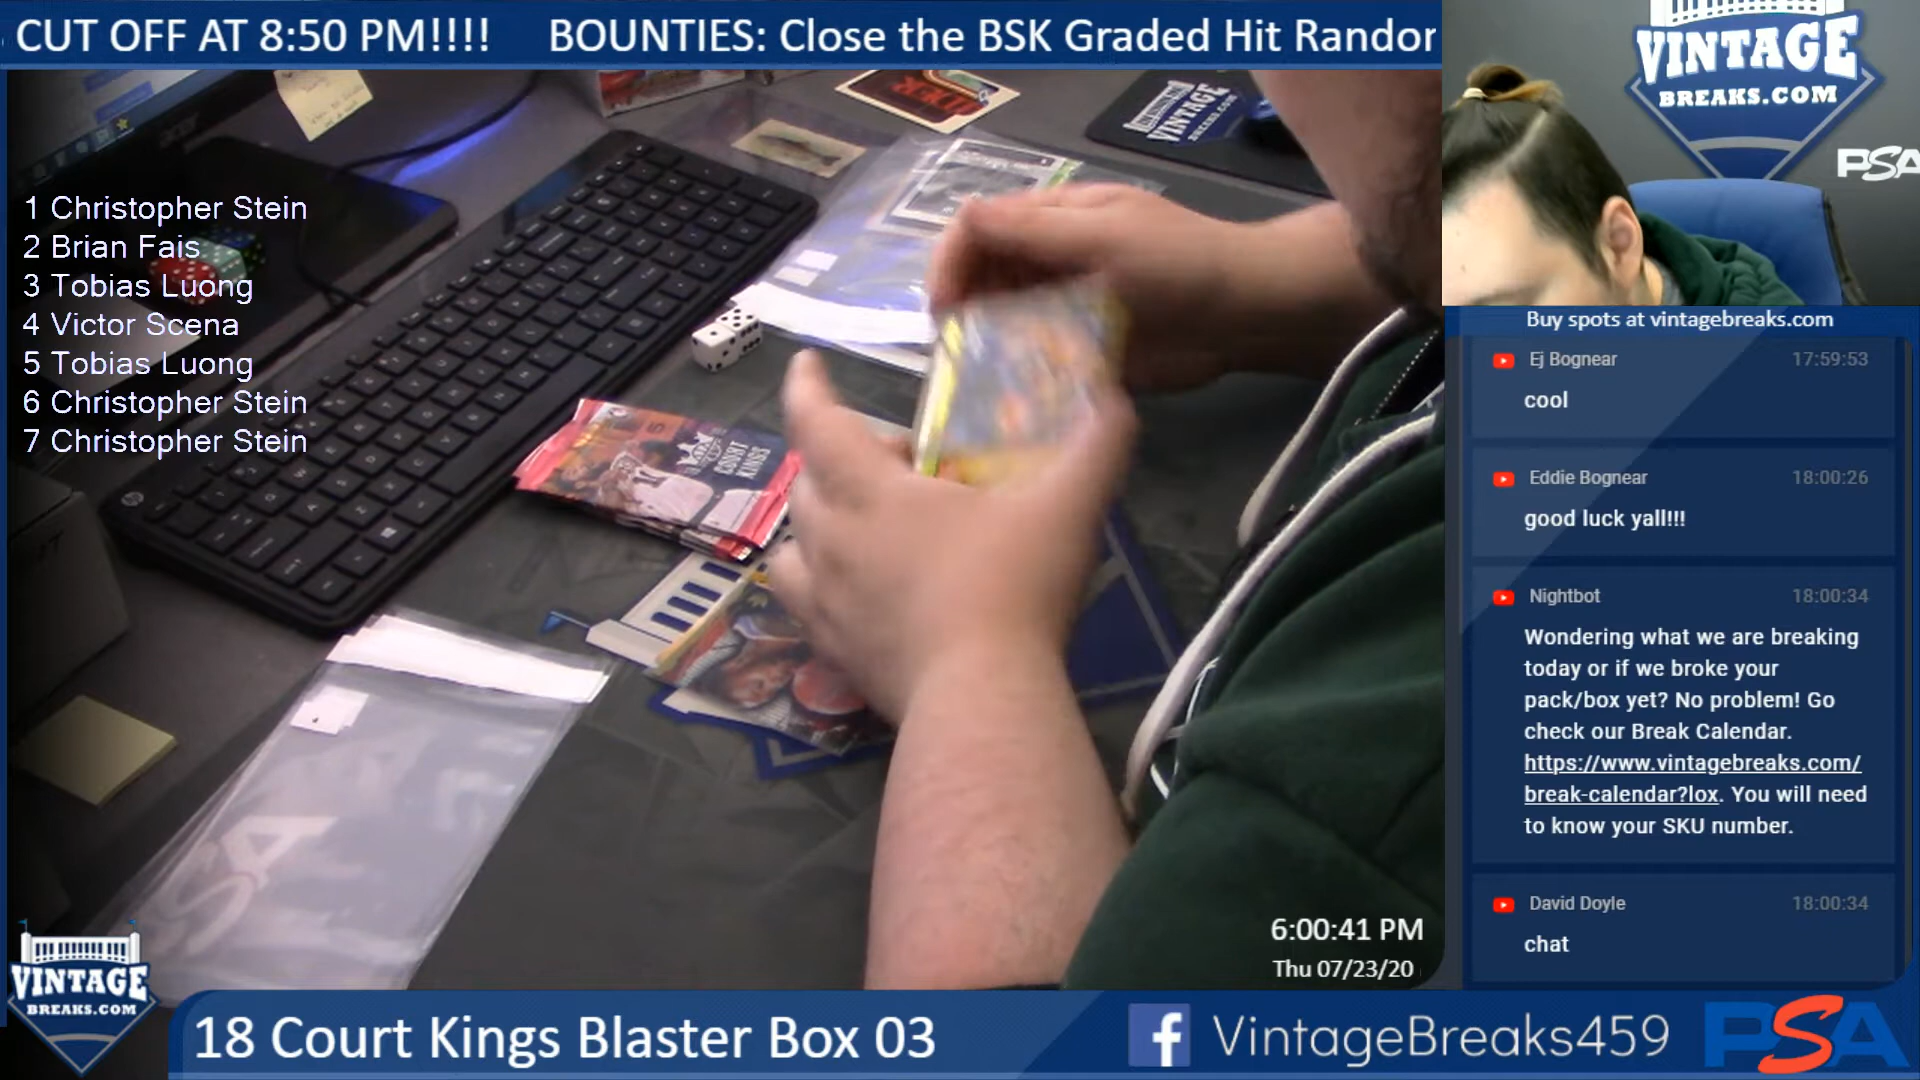 CUT OFF AT 8:50 PM!!!! BOUNTIES: Close the BSK Graded Hit Randor
VINTAGE
BREAKS.COM
PSA
VINTAGE
1 Christopher Stein
2 Brian Fais
3 Tobias Luong
4 Victor Scena
5 Tobias Luong
6 Christopher Stein
7 Christopher Stein
COURT
KINGS
Buy spots at vintagebreaks.com
Ej Bognear 17:59:53
cool
Eddie Bognear 18:00:26
good luck yall!!!
Nightbot 18:00:34
Wondering what we are breaking
today or if we broke your
pack/box yet? No problem! Go
check our Break Calendar.
https://www.vintagebreaks.com/
break-calendar?lox. You will need
to know your SKU number.
David Doyle 18:00:34
chat
6:00:41 PM
Thu 07/23/20
VINTAGE
BREAKS.COM
18 Court Kings Blaster Box 03
f VintageBreaks459
PSA